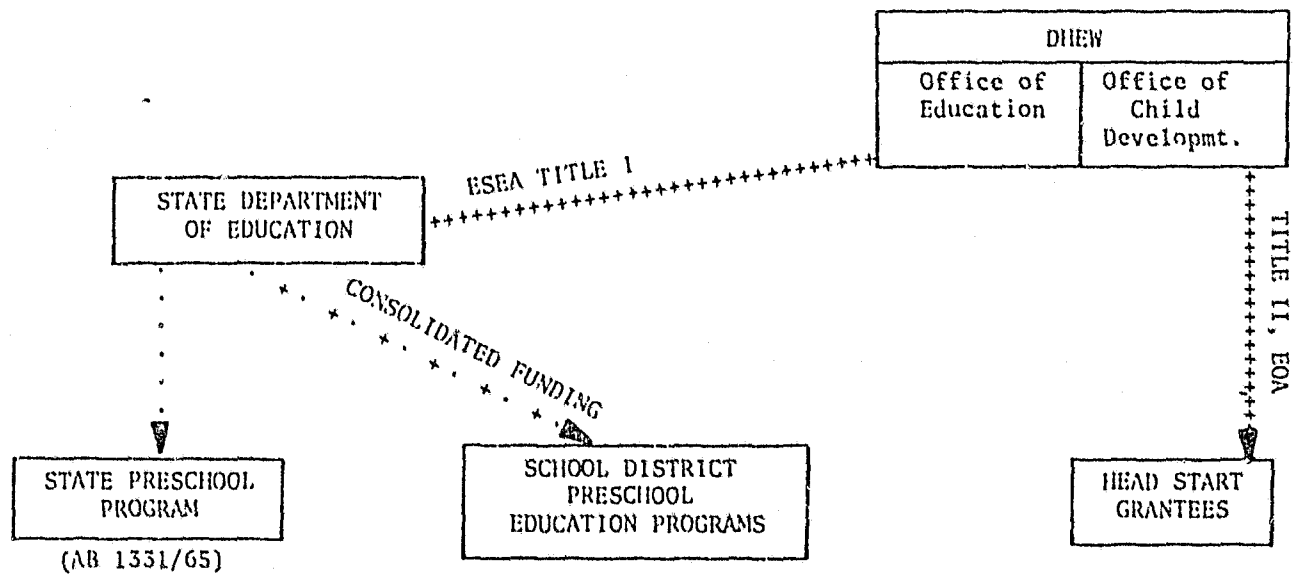 DHEW
Office of
Education
Office of
Child
Developmt.
ESEA TITLE I
STATE DEPARTMENT
OF EDUCATION
CONSOLIDATED FUNDING
TITLE II, EOA
STATE PRESCHOOL
PROGRAM
(AB 1331/65)
SCHOOL DISTRICT
PRESCHOOL
EDUCATION PROGRAMS
HEAD START
GRANTEES